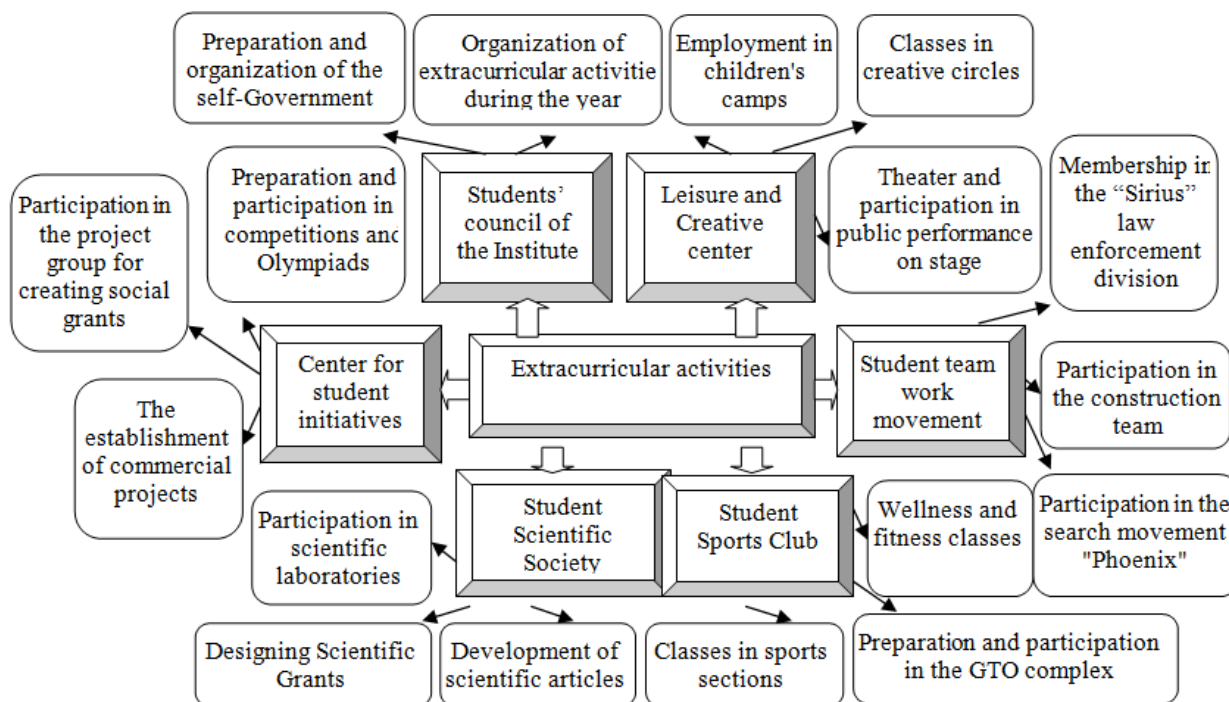 Preparation and
organization of the
self-Government
Organization of
extracurricular activitie
during the year
Employment in
children's
camps
Classes in
creative circles
Participation in
the project
group for
creating social
grants
Preparation and
participation in
competitions and
Olympiads
Students’
council of
the Institute
Leisure and
Creative
center
Theater and
participation in
public performance
on stage
Membership in
the “Sirius”
law
enforcement
division
Center for
student
initiatives
Extracurricular activities
Student team
work
movement
Participation in
the construction
team
The
establishment
of commercial
projects
Participation in
scientific
laboratories
Student
Scientific
Society
Student
Sports Club
Wellness and
fitness classes
Participation in the
search movement
"Phoenix"
Designing Scientific
Grants
Development of
scientific articles
Classes in sports
sections
Preparation and participation
in the GTO complex